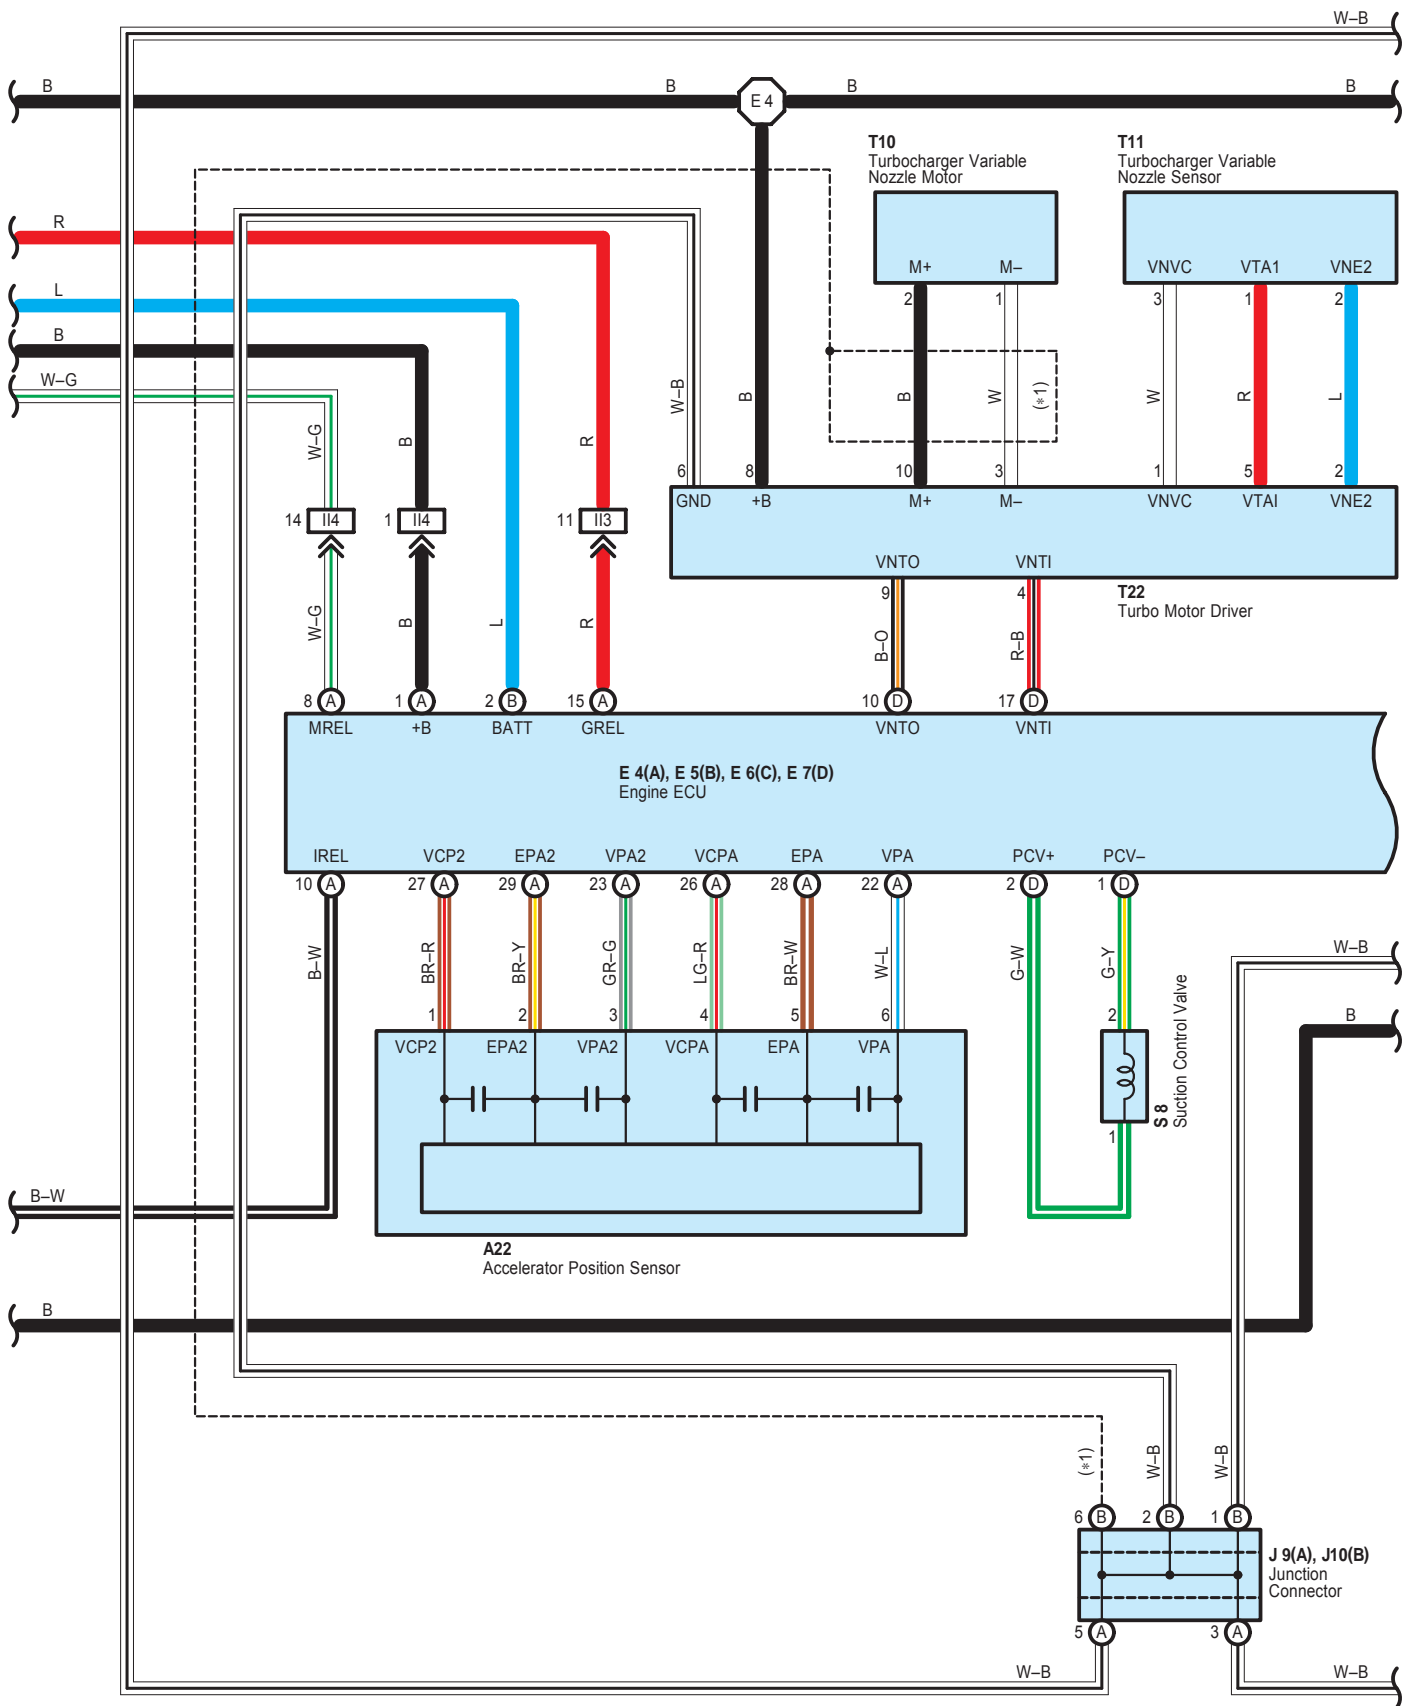 W–B
B B B B
E 4
T10
Turbocharger Variable
Nozzle Motor
T11
Turbocharger Variable
Nozzle Sensor
R
L
B
W–G
M+ M–
VNVC VTA1 VNE2
2 1 3 1 2
W–G B R W–B B B W (*1) W R L
6 8 10 3 1 5 2
GND +B M+ M– VNVC VTAI VNE2
14 II4 1 II4 11 II3
VNTO VNTI
9 4
T22
Turbo Motor Driver
W–G B L R B–O R–B
8 A 1 A 2 B 15 A 10 D 17 D
MREL +B BATT GREL VNTO VNTI
E 4(A), E 5(B), E 6(C), E 7(D)
Engine ECU
IREL VCP2 EPA2 VPA2 VCPA EPA VPA PCV+ PCV–
10 A 27 A 29 A 23 A 26 A 28 A 22 A 2 D 1 D
B–W BR–R BR–Y GR–G LG–R BR–W W–L G–W G–Y
W–B
B
1 2 3 4 5 6 2
VCP2 EPA2 VPA2 VCPA EPA VPA
1
S 8
Suction Control Valve
B–W
A22
Accelerator Position Sensor
B
(*1) W–B W–B
6 B 2 B 1 B
J 9(A), J10(B)
Junction
Connector
5 A 3 A
W–B W–B